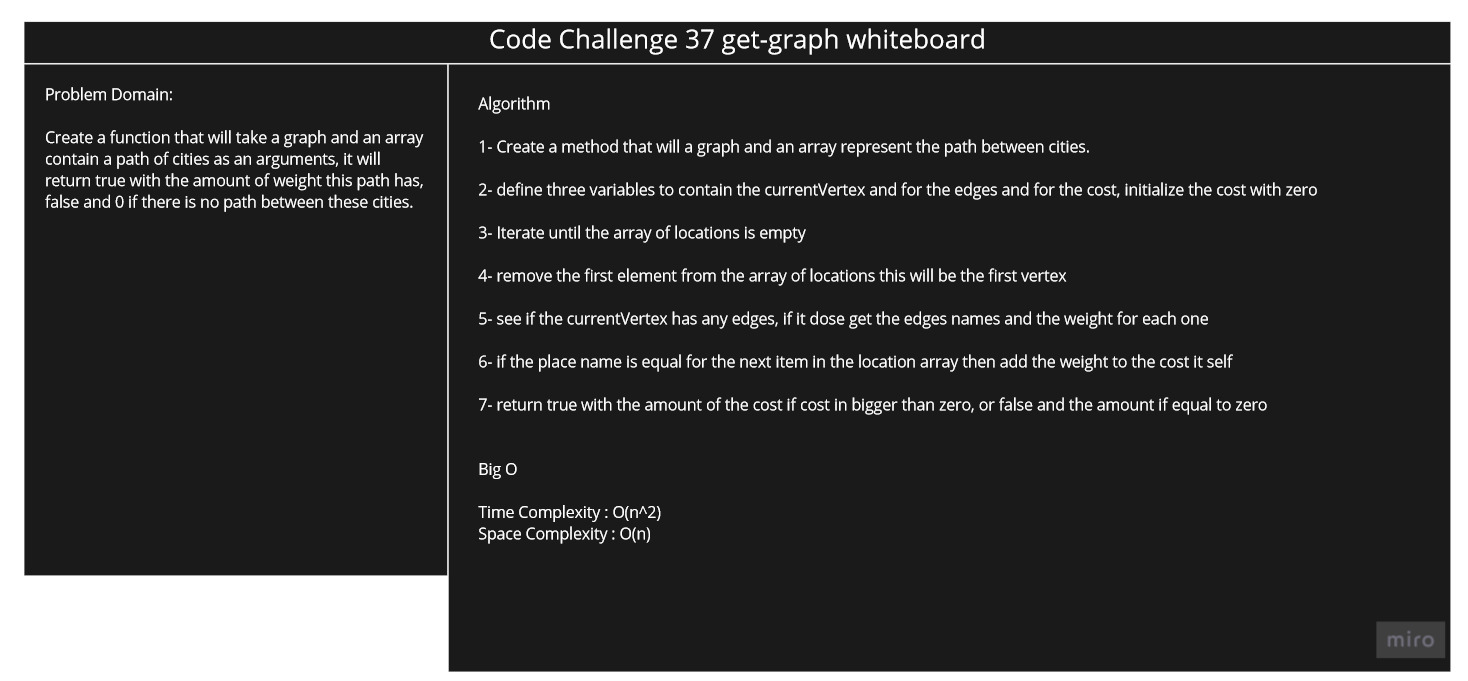 Code Challenge 37 get-graph whiteboard
Problem Domain:
Create a function that will take a graph and an array
contain a path of cities as an arguments, it will
return true with the amount of weight this path has,
false and 0 if there is no path between these cities.
Algorithm
1- Create a method that will a graph and an array represent the path between cities.
2- define three variables to contain the currentVertex and for the edges and for the cost, initialize the cost with zero
3- Iterate until the array of locations is empty
4- remove the first element from the array of locations this will be the first vertex
5- see if the currentVertex has any edges, if it dose get the edges names and the weight for each one
6- if the place name is equal for the next item in the location array then add the weight to the cost it self
7- return true with the amount of the cost if cost in bigger than zero, or false and the amount if equal to zero
Big O
Time Complexity : O(n^2)
Space Complexity : O(n)
miro